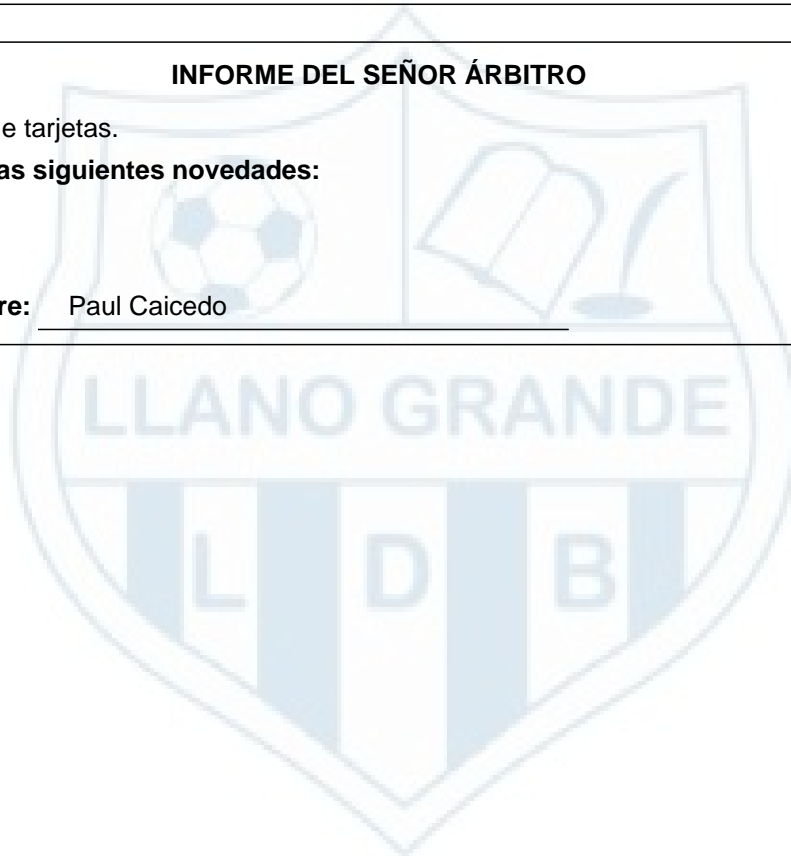 INFORME DEL SEÑOR ÁRBITRO
e tarjetas.
as siguientes novedades:
re: Paul Caicedo
LLANO GRANDE
L D B